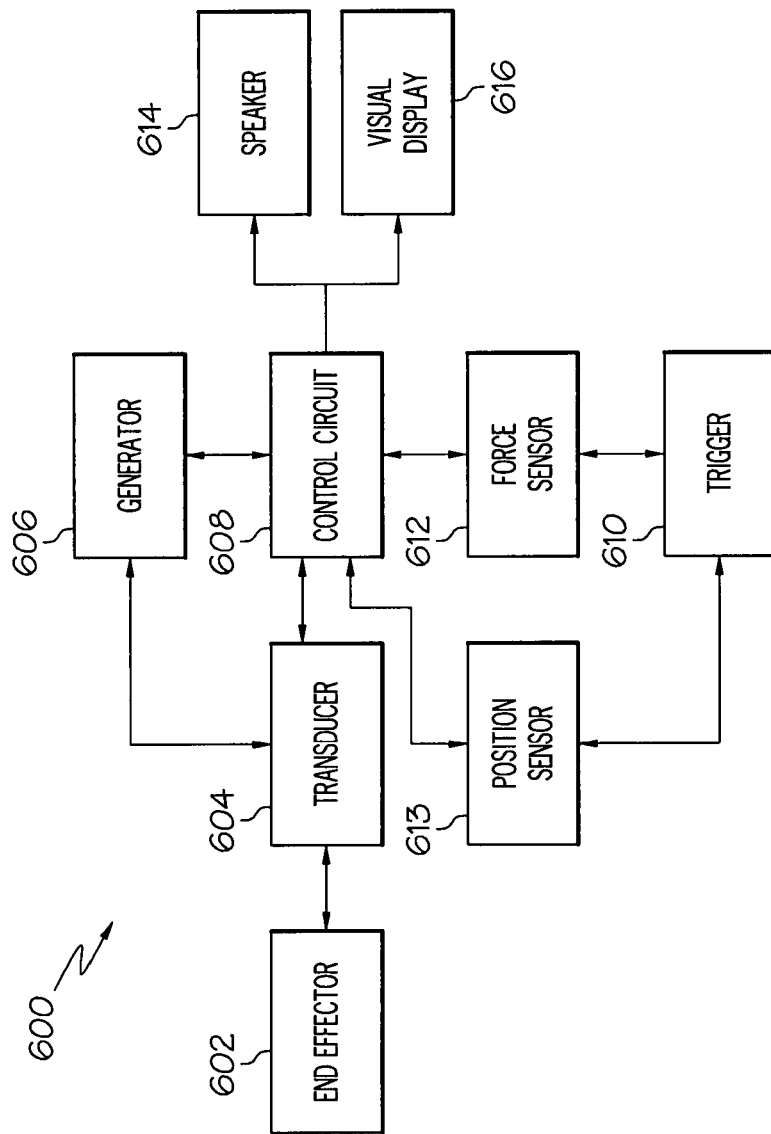 600
602
END EFFECTOR
604
TRANSDUCER
606
GENERATOR
608
CONTROL CIRCUIT
613
POSITION
SENSOR
612
FORCE
SENSOR
610
TRIGGER
614
SPEAKER
VISUAL
DISPLAY
616